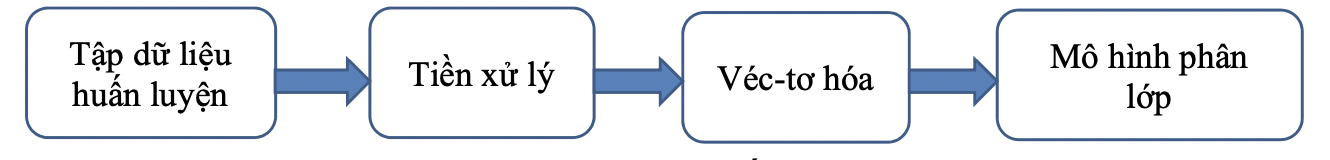 Tập dữ liệu
huấn luyện
Tiền xử lý
Véc-tơ hóa
Mô hình phân
lớp